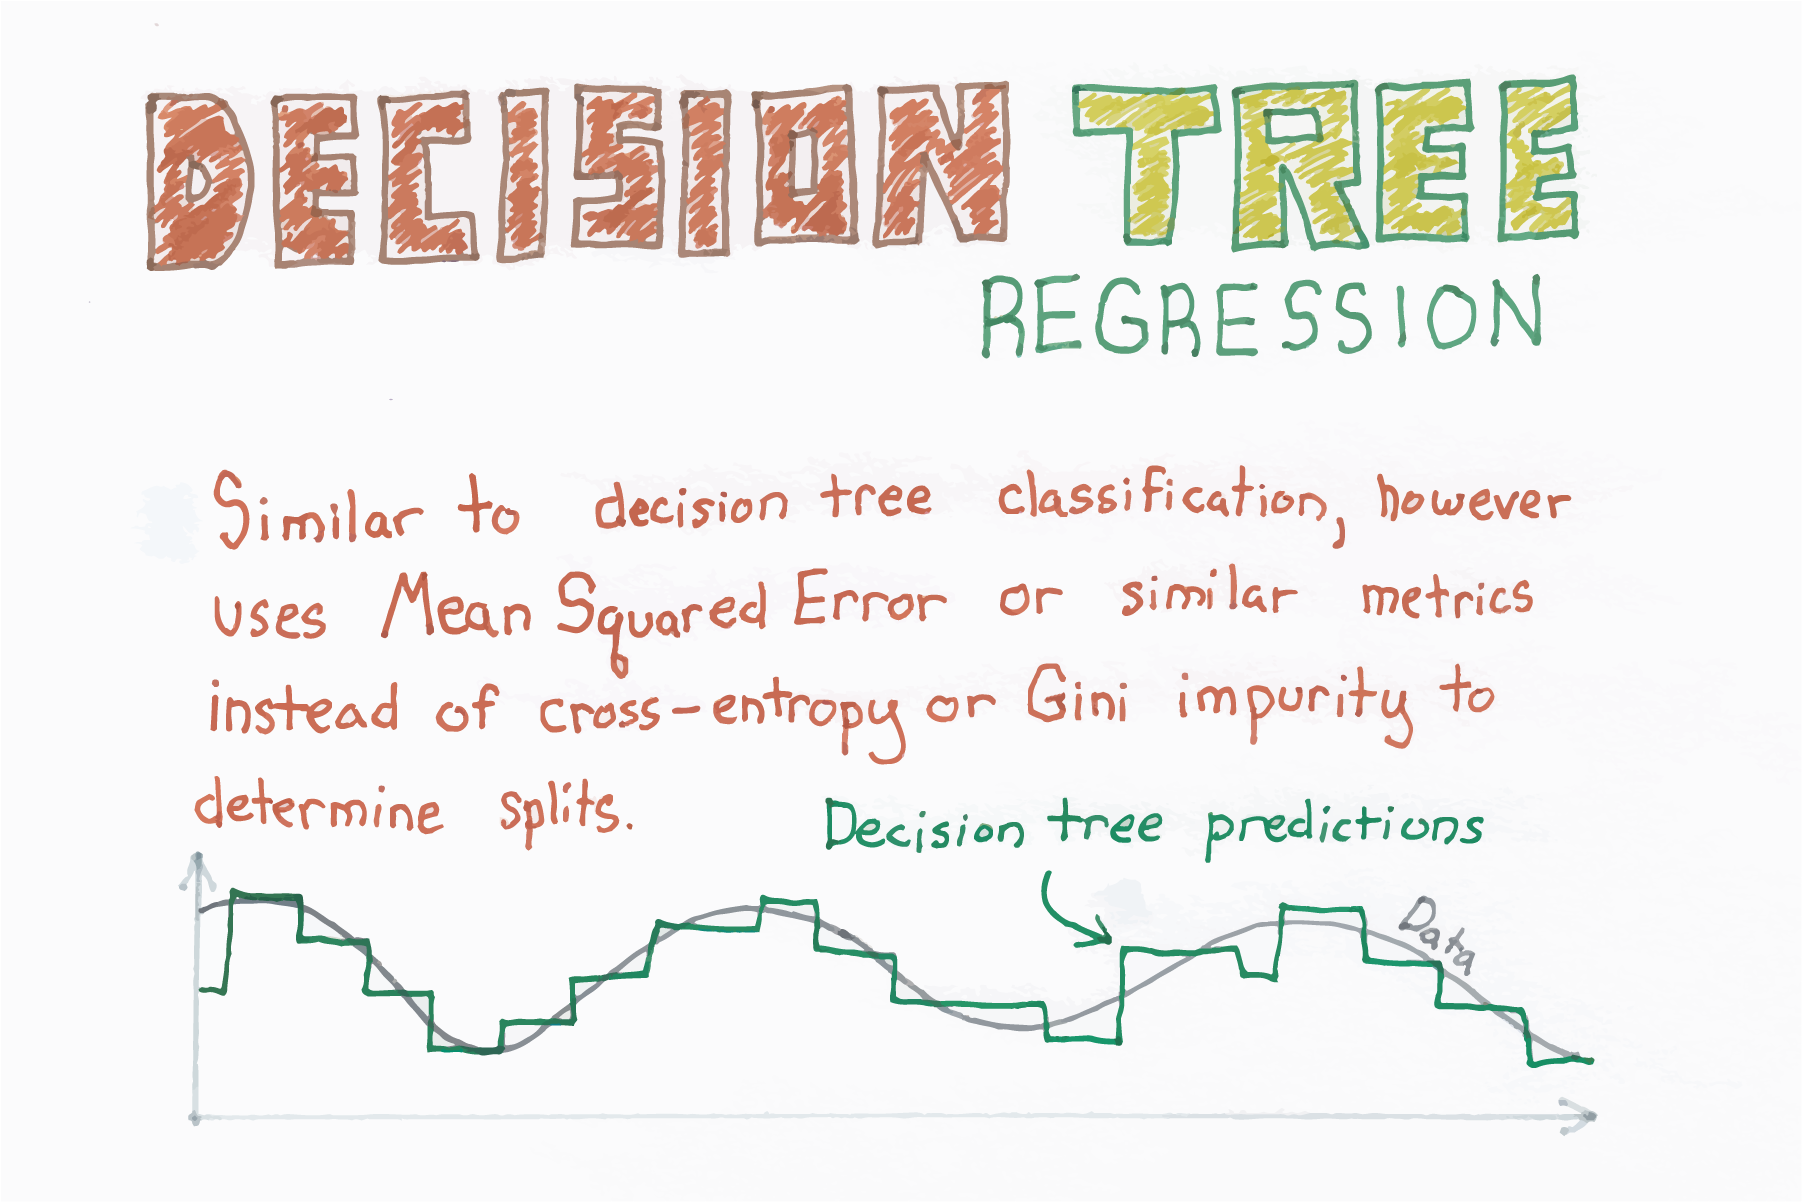 DECISION TREE
REGRESSION
Similar to decision tree classification, however
uses Mean Squared Error or similar metrics
instead of cross-entropy or Gini impurity to
determine splits.
Decision tree predictions
Data